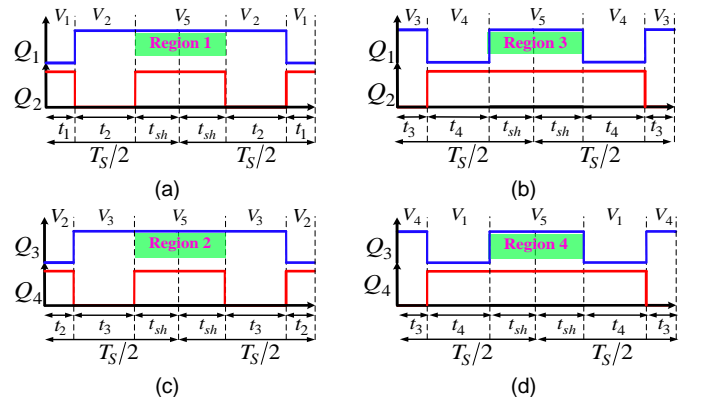 V1 V2 V5 V2 V1
Region 1
Q1
Q2
t1 t2 tsh tsh t2 t1
TS/2 TS/2
(a)
V3 V4 V5 V4 V3
Region 3
Q1
Q2
t3 t4 tsh tsh t4 t3
TS/2 TS/2
(b)
V2 V3 V5 V3 V2
Region 2
Q3
Q4
t2 t3 tsh tsh t3 t2
TS/2 TS/2
(c)
V4 V1 V5 V1 V4
Region 4
Q3
Q4
t3 t4 tsh tsh t4 t3
TS/2 TS/2
(d)